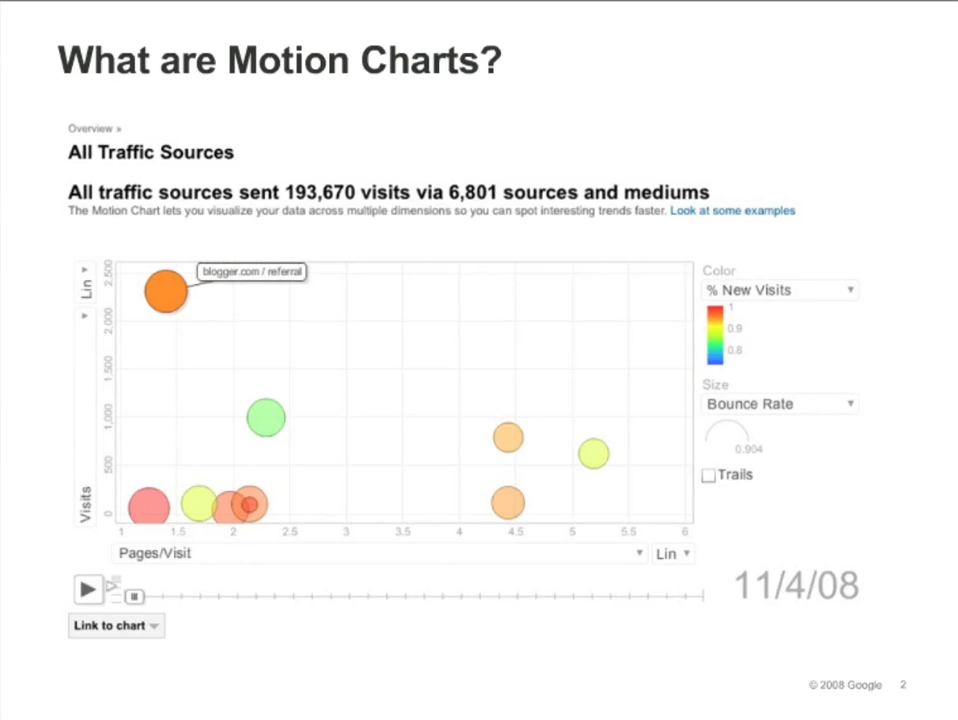 What are Motion Charts?
Overview »
All Traffic Sources
All traffic sources sent 193,670 visits via 6,801 sources and mediums
The Motion Chart lets you visualize your data across multiple dimensions so you can spot interesting trends faster. Look at some examples
blogger.com / referral
Lin
2,500
2,000
1,500
1,000
500
0
Visits
1 1.5 2 2.5 3 3.5 4 4.5 5 5.5 6
Pages/Visit
Lin
Color
% New Visits
1
0.9
0.8
Size
Bounce Rate
0.904
Trails
11/4/08
Link to chart
© 2008 Google 2